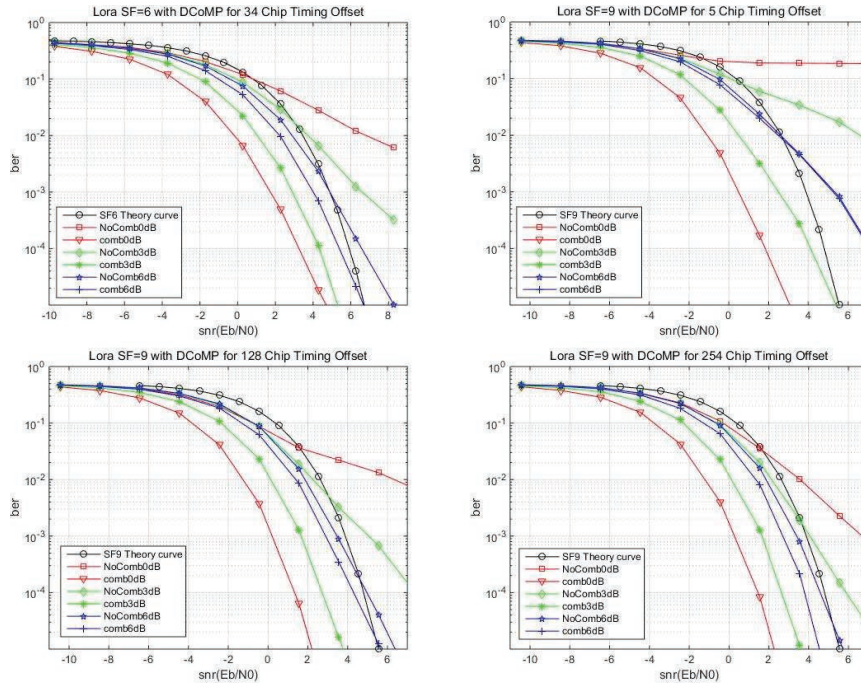 Lora SF=6 with DCoMP for 34 Chip Timing Offset
10^0
10^-1
10^-2
10^-3
10^-4
ber
SF6 Theory curve
NoComb0dB
comb0dB
NoComb3dB
comb3dB
NoComb6dB
comb6dB
-10 -8 -6 -4 -2 0 2 4 6 8
snr(Eb/N0)
Lora SF=9 with DCoMP for 5 Chip Timing Offset
10^0
10^-1
10^-2
10^-3
10^-4
ber
SF9 Theory curve
NoComb0dB
comb0dB
NoComb3dB
comb3dB
NoComb6dB
comb6dB
-10 -8 -6 -4 -2 0 2 4 6
snr(Eb/N0)
Lora SF=9 with DCoMP for 128 Chip Timing Offset
10^0
10^-1
10^-2
10^-3
10^-4
ber
SF9 Theory curve
NoComb0dB
comb0dB
NoComb3dB
comb3dB
NoComb6dB
comb6dB
-10 -8 -6 -4 -2 0 2 4 6
snr(Eb/N0)
Lora SF=9 with DCoMP for 254 Chip Timing Offset
10^0
10^-1
10^-2
10^-3
10^-4
ber
SF9 Theory curve
NoComb0dB
comb0dB
NoComb3dB
comb3dB
NoComb6dB
comb6dB
-10 -8 -6 -4 -2 0 2 4 6
snr(Eb/N0)